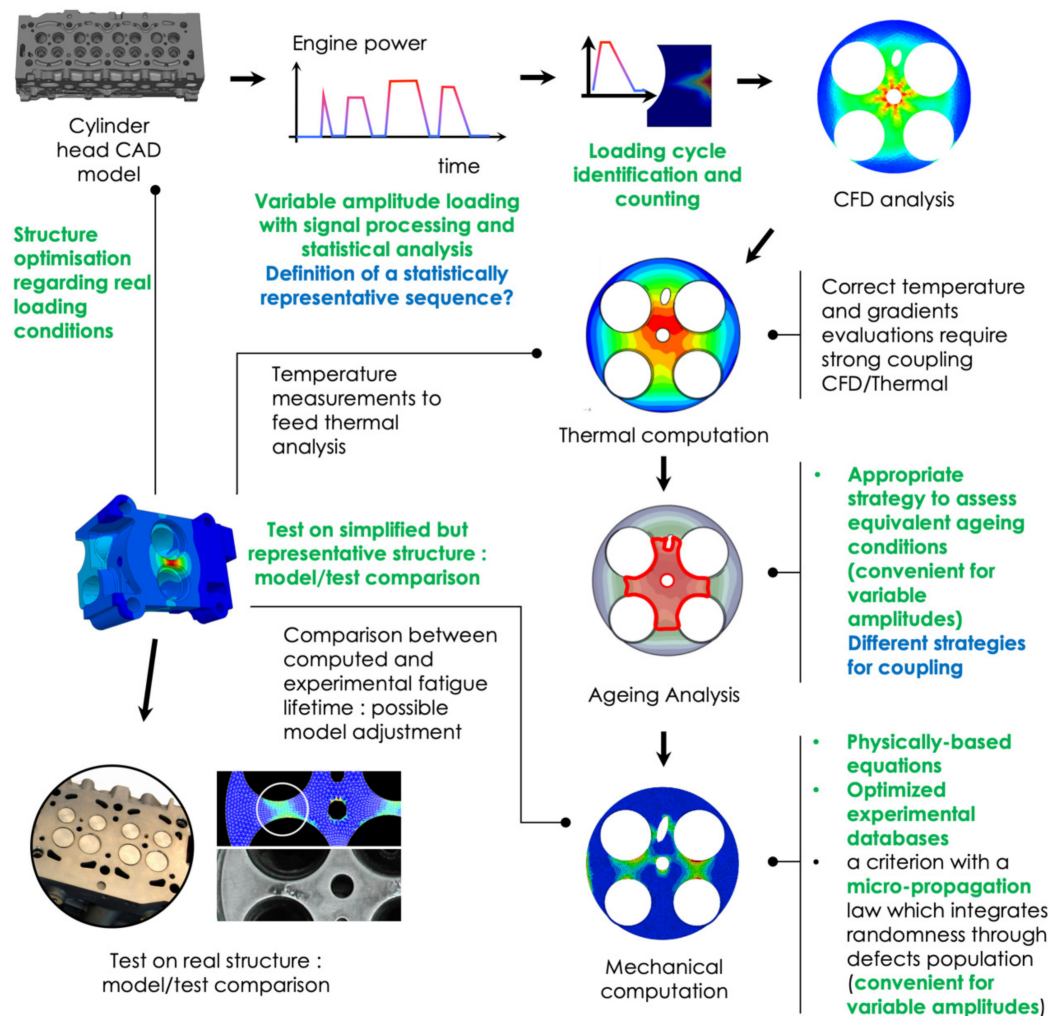 Engine power
time
Cylinder
head CAD
model
Variable amplitude loading
with signal processing and
statistical analysis
Definition of a statistically
representative sequence?
Loading cycle
identification and
counting
CFD analysis
Structure
optimisation
regarding real
loading
conditions
Correct temperature
and gradients
evaluations require
strong coupling
CFD/Thermal
Temperature
measurements to
feed thermal
analysis
Thermal computation
Test on simplified but
representative structure :
model/test comparison
• Appropriate
strategy to assess
equivalent ageing
conditions
(convenient for
variable
amplitudes)
Different strategies
for coupling
Comparison between
computed and
experimental fatigue
lifetime : possible
model adjustment
Ageing Analysis
• Physically-based
equations
• Optimized
experimental
databases
• a criterion with a
micro-propagation
law which integrates
randomness through
defects population
(convenient for
variable amplitudes)
Test on real structure :
model/test comparison
Mechanical
computation